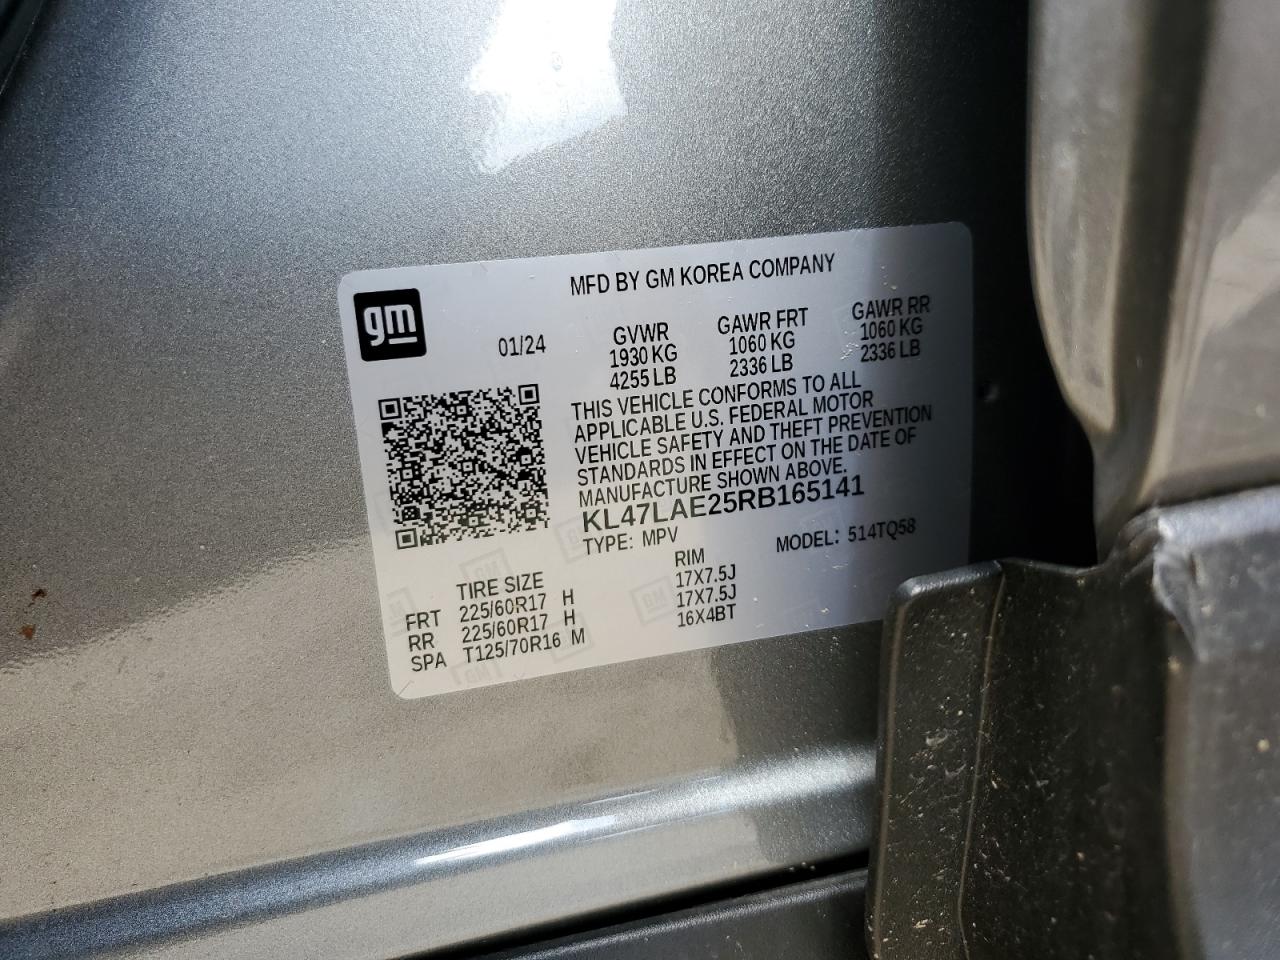 MFD BY GM KOREA COMPANY
gm
01/24
GVWR GAWR FRT GAWR RR
1930 KG 1060 KG 1060 KG
4255 LB 2336 LB 2336 LB
THIS VEHICLE CONFORMS TO ALL
APPLICABLE U.S. FEDERAL MOTOR
VEHICLE SAFETY AND THEFT PREVENTION
STANDARDS IN EFFECT ON THE DATE OF
MANUFACTURE SHOWN ABOVE.
KL47LAE25RB165141
TYPE: MPV MODEL: 514TQ58
TIRE SIZE RIM
FRT 225/60R17 H 17X7.5J
RR 225/60R17 H 17X7.5J
SPA T125/70R16 M 16X4BT